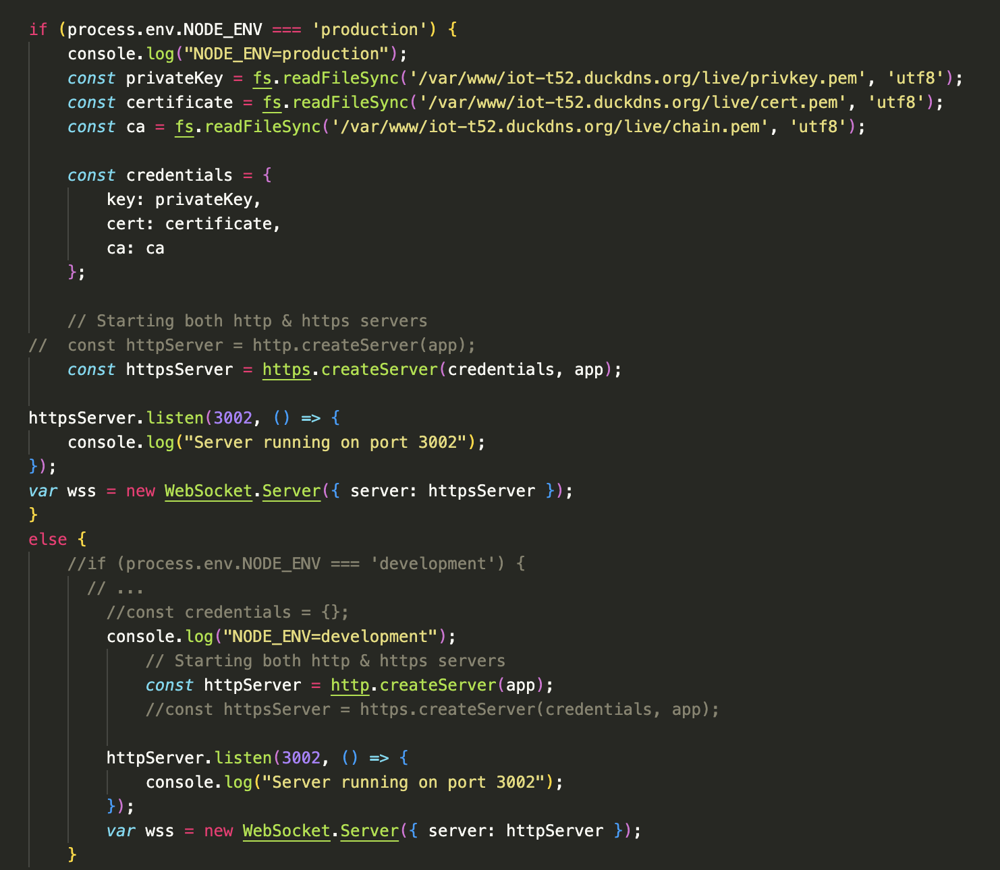 if (process.env.NODE_ENV === 'production') {
    console.log("NODE_ENV=production");
    const privateKey = fs.readFileSync('/var/www/iot-t52.duckdns.org/live/privkey.pem', 'utf8');
    const certificate = fs.readFileSync('/var/www/iot-t52.duckdns.org/live/cert.pem', 'utf8');
    const ca = fs.readFileSync('/var/www/iot-t52.duckdns.org/live/chain.pem', 'utf8');

    const credentials = {
        key: privateKey,
        cert: certificate,
        ca: ca
    };

    // Starting both http & https servers
//  const httpServer = http.createServer(app);
    const httpsServer = https.createServer(credentials, app);

httpsServer.listen(3002, () => {
    console.log("Server running on port 3002");
});
var wss = new WebSocket.Server({ server: httpsServer });
}
else {
    //if (process.env.NODE_ENV === 'development') {
      // ...
        //const credentials = {};
        console.log("NODE_ENV=development");
            // Starting both http & https servers
            const httpServer = http.createServer(app);
            //const httpsServer = https.createServer(credentials, app);

        httpServer.listen(3002, () => {
            console.log("Server running on port 3002");
        });
        var wss = new WebSocket.Server({ server: httpServer });
    }